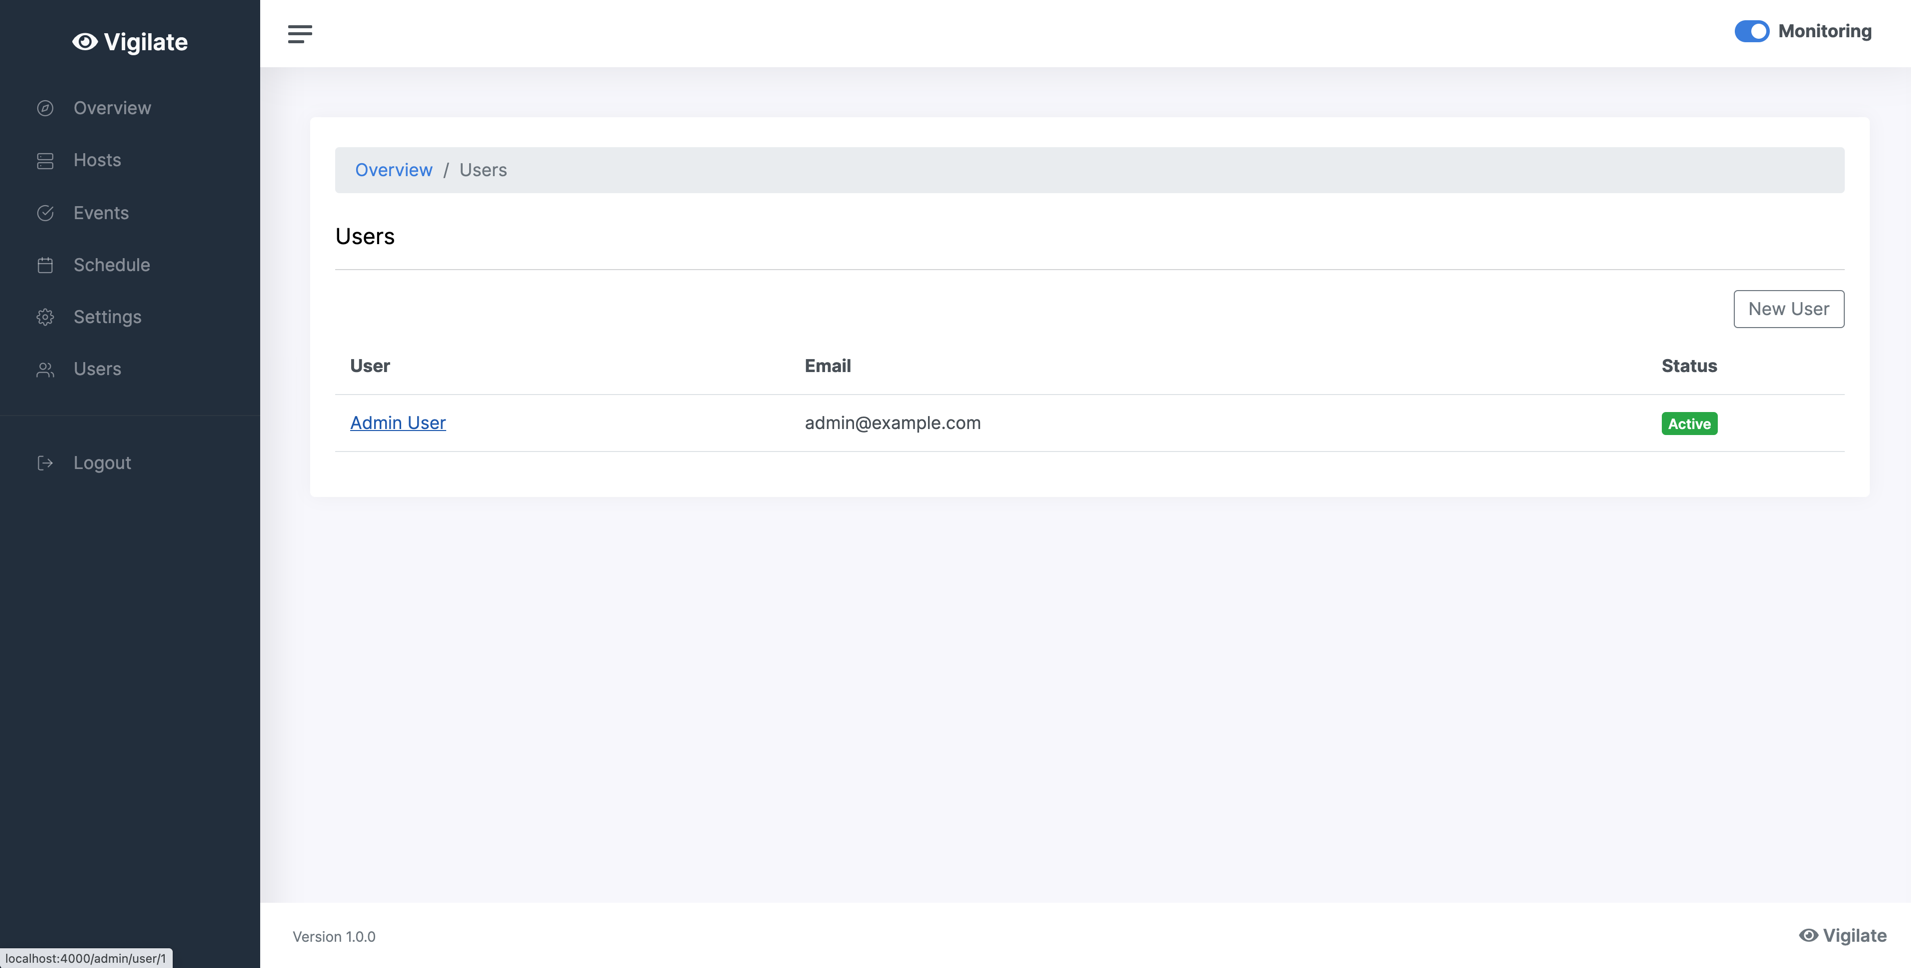 Vigilate
Monitoring
Overview
Hosts
Events
Schedule
Settings
Users
Logout
Overview / Users
Users
New User
User Email Status
Admin User admin@example.com Active
Version 1.0.0
Vigilate
localhost:4000/admin/user/1